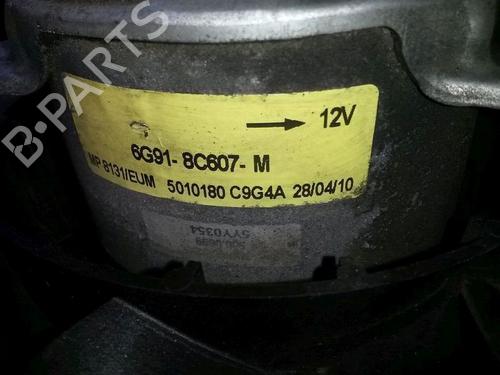 B-PARTS
12V
6G91- 8C607- M
MP 8131/EUM 5010180 C9G4A 28/04/10
5YY0354